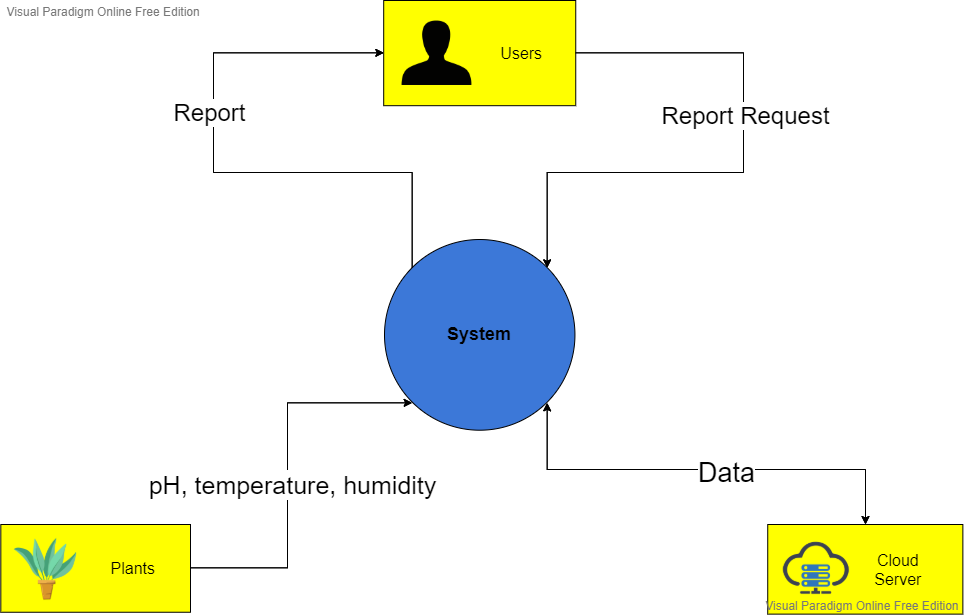 Visual Paradigm Online Free Edition
Users
Report
Report Request
System
pH, temperature, humidity
Data
Plants
Cloud
Server
Visual Paradigm Online Free Edition